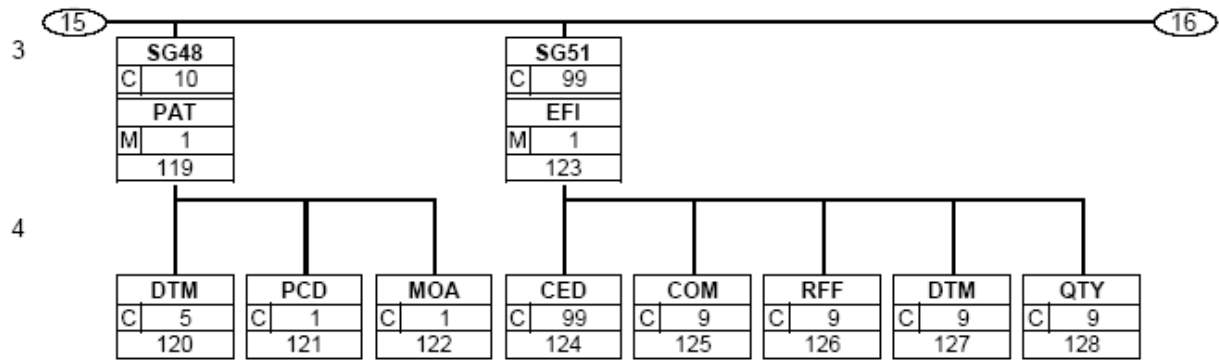 15 16
3
SG48 SG51
C 10 C 99
PAT EFI
M 1 M 1
119 123
4
DTM PCD MOA CED COM RFF DTM QTY
C 5 C 1 C 1 C 99 C 9 C 9 C 9 C 9
120 121 122 124 125 126 127 128